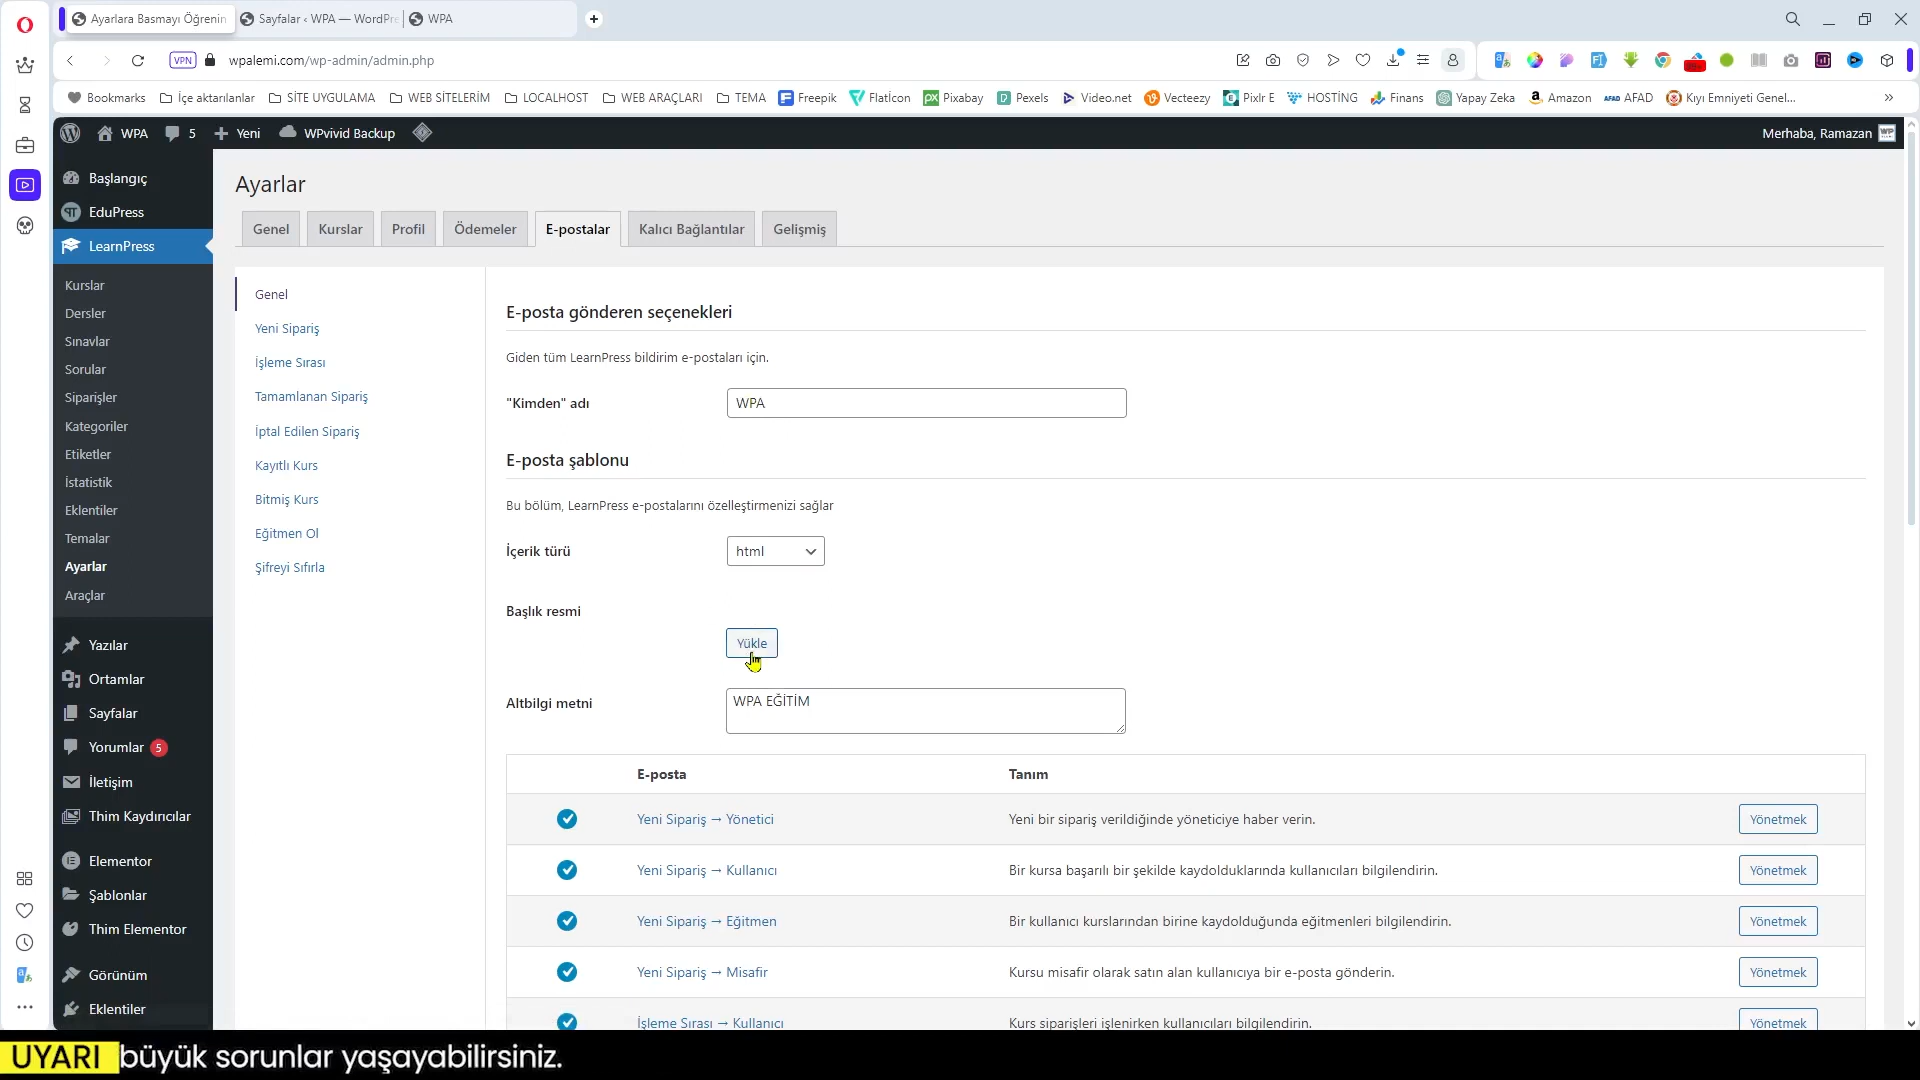 Ayarlara Basmayı Öğrenin
Sayfalar ‹ WPA — WordPre
WPA
VPN
wpalemi.com/wp-admin/admin.php
Bookmarks
İçe aktarılanlar
SİTE UYGULAMA
WEB SİTELERİM
LOCALHOST
WEB ARAÇLARI
TEMA
Freepik
Flatİcon
Pixabay
Pexels
Video.net
Vecteezy
Pixlr E
HOSTİNG
Finans
Yapay Zeka
Amazon
AFAD
Kıyı Emniyeti Genel...
WPA
5
Yeni
WPvivid Backup
Merhaba, Ramazan
Başlangıç
EduPress
LearnPress
Kurslar
Dersler
Sınavlar
Sorular
Siparişler
Kategoriler
Etiketler
İstatistik
Eklentiler
Temalar
Ayarlar
Araçlar
Yazılar
Ortamlar
Sayfalar
Yorumlar 5
İletişim
Thim Kaydırıcılar
Elementor
Şablonlar
Thim Elementor
Görünüm
Eklentiler
Ayarlar
Genel
Kurslar
Profil
Ödemeler
E-postalar
Kalıcı Bağlantılar
Gelişmiş
Genel
Yeni Sipariş
İşleme Sırası
Tamamlanan Sipariş
İptal Edilen Sipariş
Kayıtlı Kurs
Bitmiş Kurs
Eğitmen Ol
Şifreyi Sıfırla
E-posta gönderen seçenekleri
Giden tüm LearnPress bildirim e-postaları için.
"Kimden" adı
WPA
E-posta şablonu
Bu bölüm, LearnPress e-postalarını özelleştirmenizi sağlar
İçerik türü
html
Başlık resmi
Yükle
Altbilgi metni
WPA EĞİTİM
E-posta
Tanım
Yeni Sipariş → Yönetici
Yeni bir sipariş verildiğinde yöneticiye haber verin.
Yönetmek
Yeni Sipariş → Kullanıcı
Bir kursa başarılı bir şekilde kaydolduklarında kullanıcıları bilgilendirin.
Yönetmek
Yeni Sipariş → Eğitmen
Bir kullanıcı kurslarından birine kaydolduğunda eğitmenleri bilgilendirin.
Yönetmek
Yeni Sipariş → Misafir
Kursu misafir olarak satın alan kullanıcıya bir e-posta gönderin.
Yönetmek
İşleme Sırası → Kullanıcı
Kurs siparişleri işlenirken kullanıcıları bilgilendirin.
Yönetmek
UYARI büyük sorunlar yaşayabilirsiniz.